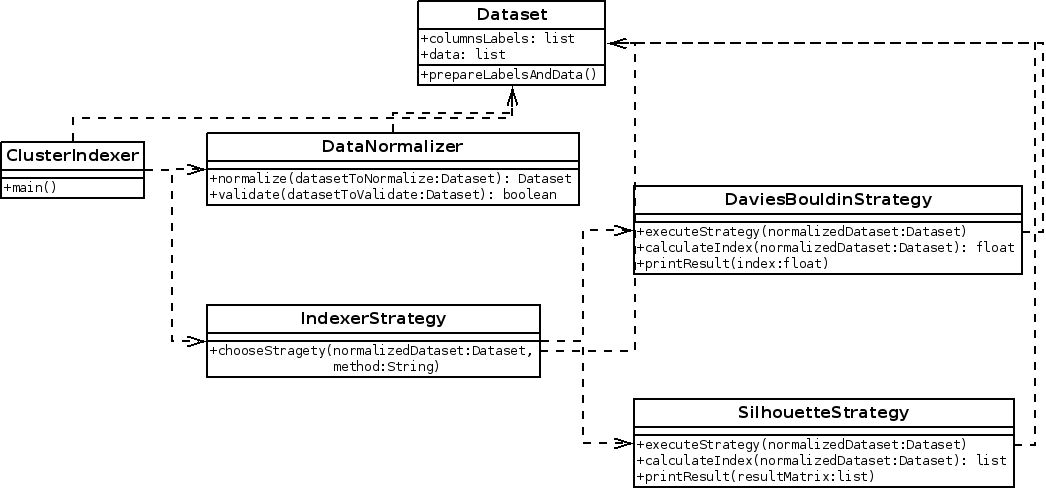 Dataset
+columnsLabels: list
+data: list
+prepareLabelsAndData()
ClusterIndexer
+main()
DataNormalizer
+normalize(datasetToNormalize:Dataset): Dataset
+validate(datasetToValidate:Dataset): boolean
DaviesBouldinStrategy
+executeStrategy(normalizedDataset:Dataset)
+calculateIndex(normalizedDataset:Dataset): float
+printResult(index:float)
IndexerStrategy
+chooseStragety(normalizedDataset:Dataset,
method:String)
SilhouetteStrategy
+executeStrategy(normalizedDataset:Dataset)
+calculateIndex(normalizedDataset:Dataset): list
+printResult(resultMatrix:list)